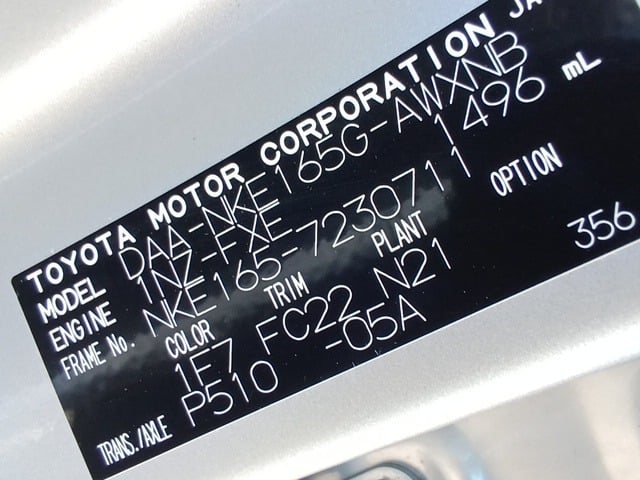 TOYOTA MOTOR CORPORATION JA
MODEL DAA-NKE165G-AWXNB
ENGINE 1NZ-FXE 1496 mL
FRAME No. NKE165-7230711
COLOR TRIM PLANT OPTION
1F7 FC22 N21 356
TRANS./AXLE P510 -05A